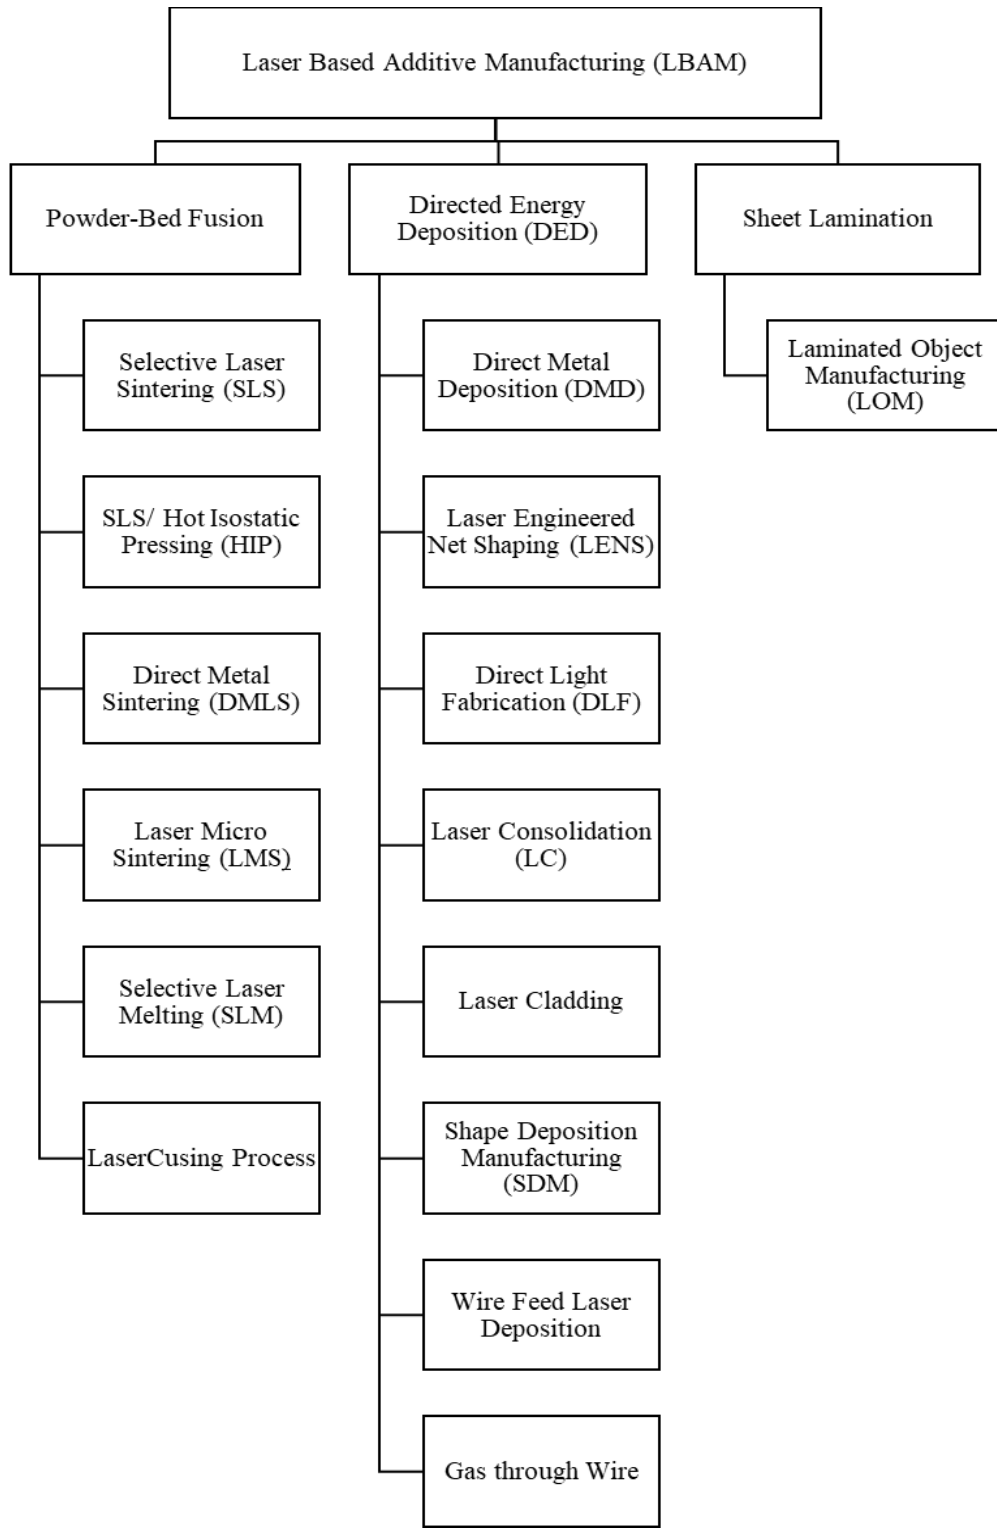 Laser Based Additive Manufacturing (LBAM)
Powder-Bed Fusion
Directed Energy
Deposition (DED)
Sheet Lamination
Selective Laser
Sintering (SLS)
SLS/ Hot Isostatic
Pressing (HIP)
Direct Metal
Sintering (DMLS)
Laser Micro
Sintering (LMS)
Selective Laser
Melting (SLM)
LaserCusing Process
Direct Metal
Deposition (DMD)
Laser Engineered
Net Shaping (LENS)
Direct Light
Fabrication (DLF)
Laser Consolidation
(LC)
Laser Cladding
Shape Deposition
Manufacturing
(SDM)
Wire Feed Laser
Deposition
Gas through Wire
Laminated Object
Manufacturing
(LOM)